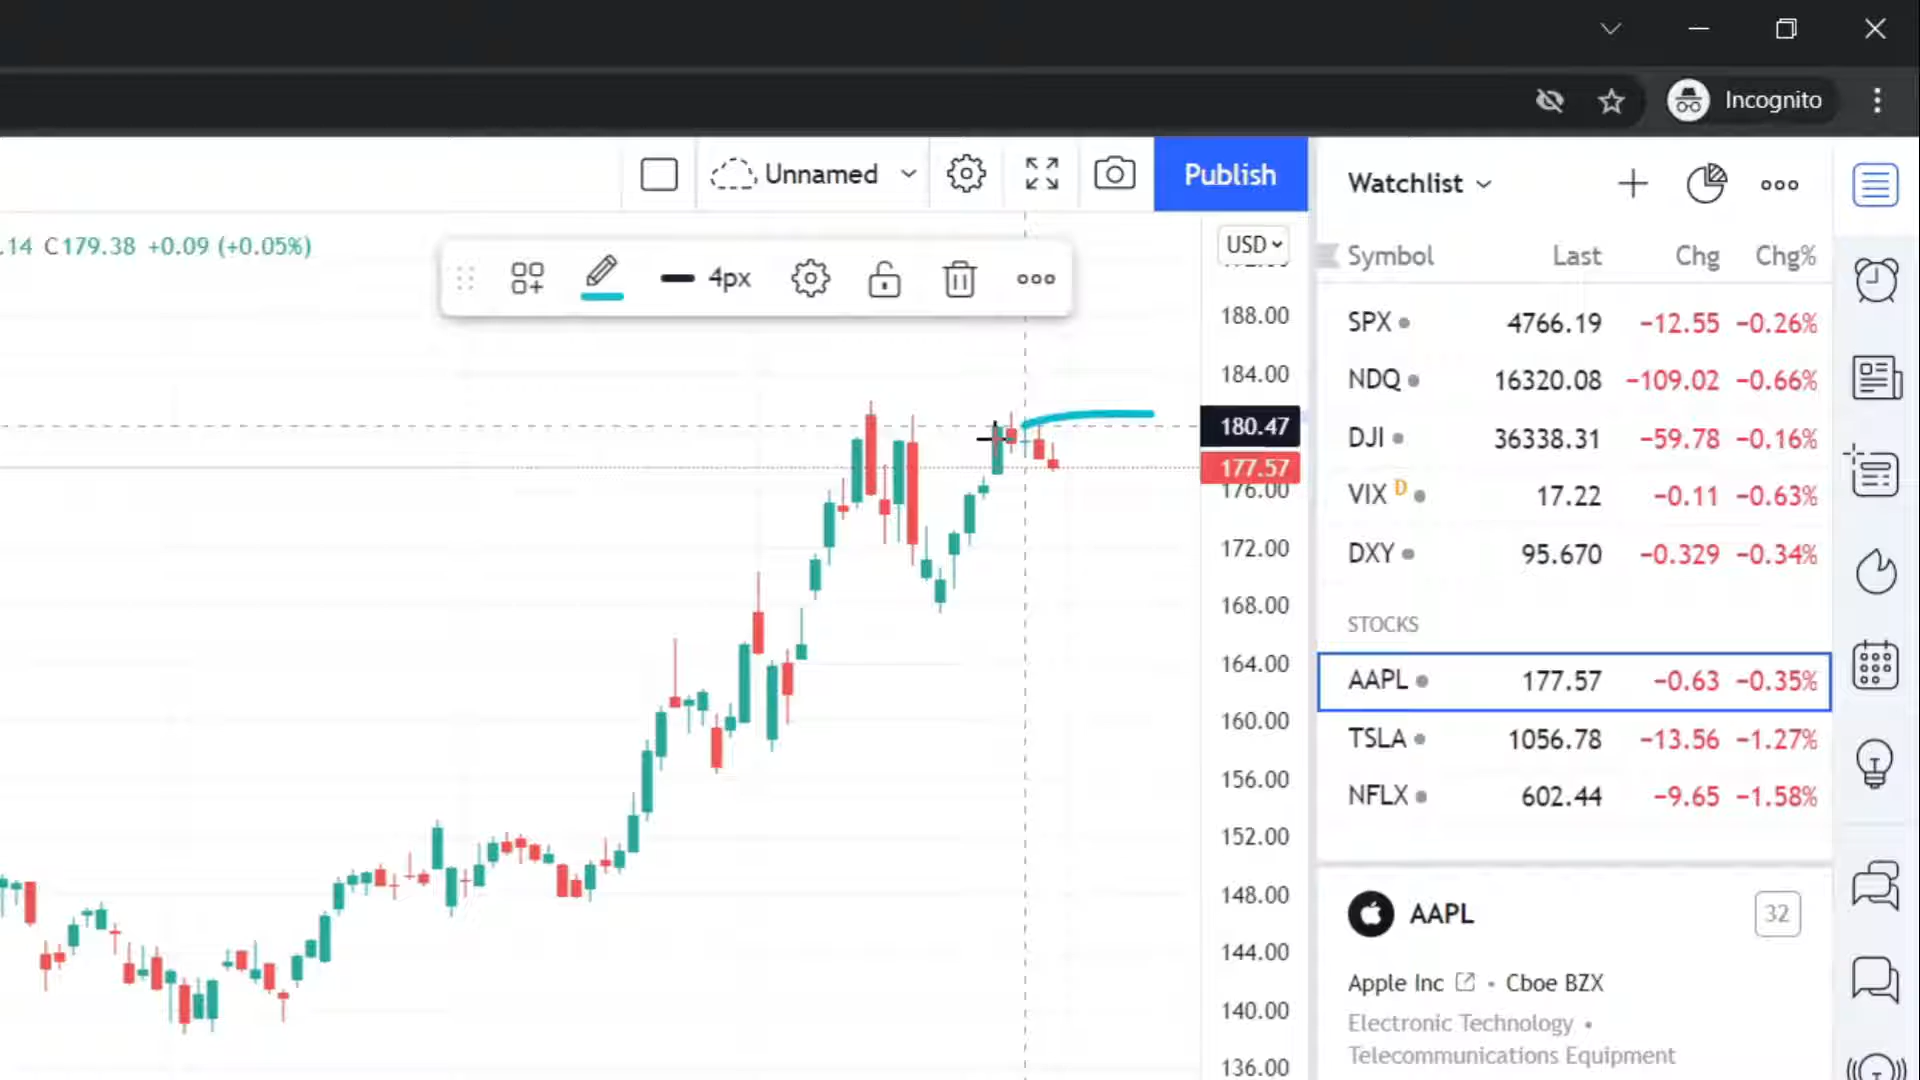 Incognito
Unnamed
Publish
Watchlist
.14 C179.38 +0.09 (+0.05%)
4px
USD
Symbol Last Chg Chg%
188.00
184.00
180.47
177.57
176.00
172.00
168.00
164.00
160.00
156.00
152.00
148.00
144.00
140.00
136.00
SPX 4766.19 −12.55 −0.26%
NDQ 16320.08 −109.02 −0.66%
DJI 36338.31 −59.78 −0.16%
VIX D 17.22 −0.11 −0.63%
DXY 95.670 −0.329 −0.34%
STOCKS
AAPL 177.57 −0.63 −0.35%
TSLA 1056.78 −13.56 −1.27%
NFLX 602.44 −9.65 −1.58%
AAPL 32
Apple Inc • Cboe BZX
Electronic Technology •
Telecommunications Equipment